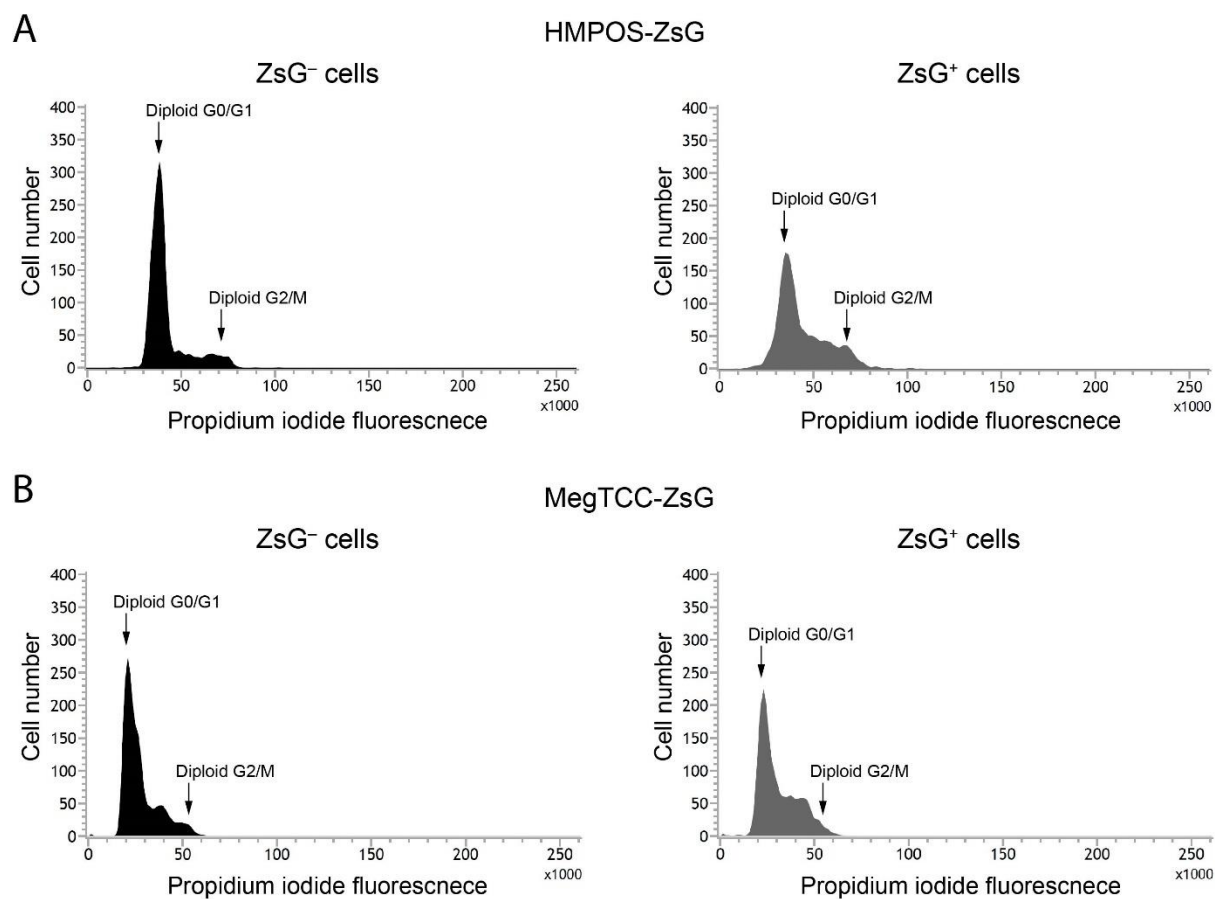 A
HMPOS-ZsG
ZsG⁻ cells
Diploid G0/G1
Diploid G2/M
Cell number
400
350
300
250
200
150
100
50
0
0 50 100 150 200 250
x1000
Propidium iodide fluorescnece
ZsG⁺ cells
Diploid G0/G1
Diploid G2/M
Cell number
400
350
300
250
200
150
100
50
0
0 50 100 150 200 250
x1000
Propidium iodide fluorescnece
B
MegTCC-ZsG
ZsG⁻ cells
Diploid G0/G1
Diploid G2/M
Cell number
400
350
300
250
200
150
100
50
0
0 50 100 150 200 250
x1000
Propidium iodide fluorescnece
ZsG⁺ cells
Diploid G0/G1
Diploid G2/M
Cell number
400
350
300
250
200
150
100
50
0
0 50 100 150 200 250
x1000
Propidium iodide fluorescnece